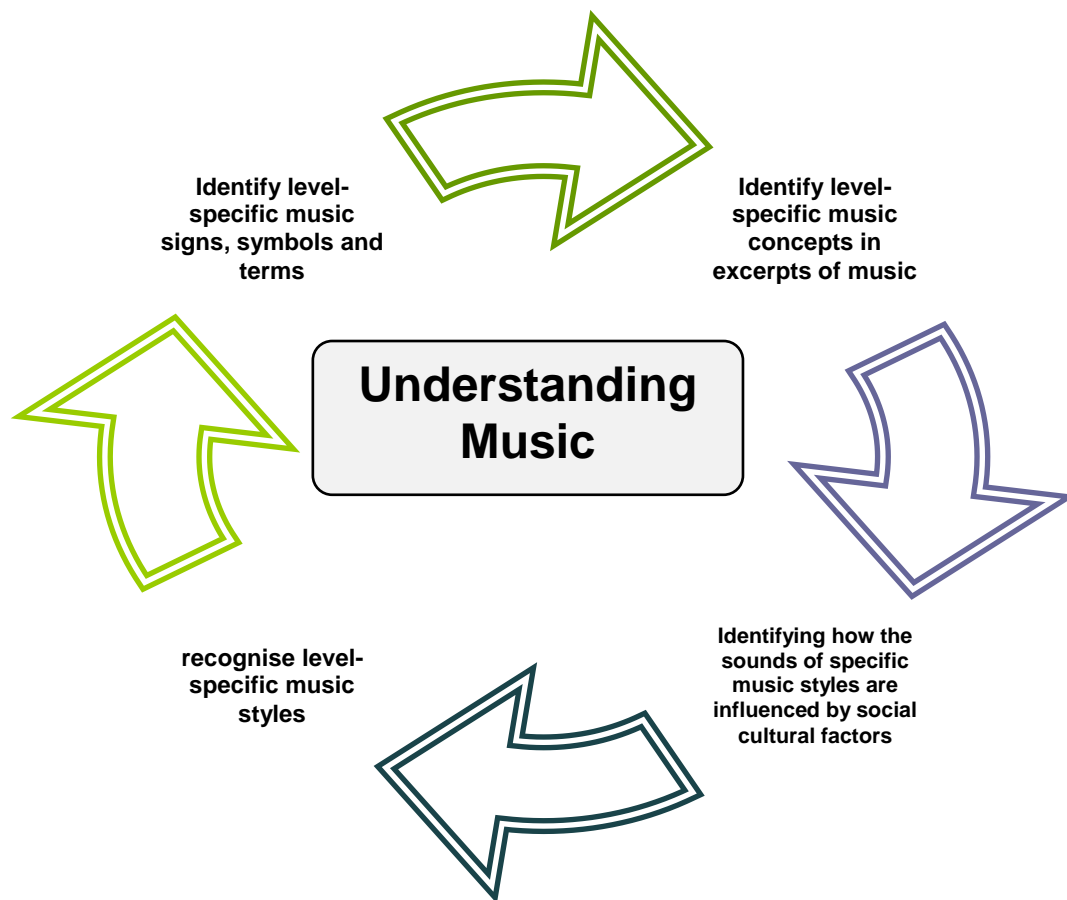 Identify level-
specific music
signs, symbols and
terms
Identify level-
specific music
concepts in
excerpts of music
Understanding
Music
recognise level-
specific music
styles
Identifying how the
sounds of specific
music styles are
influenced by social
cultural factors